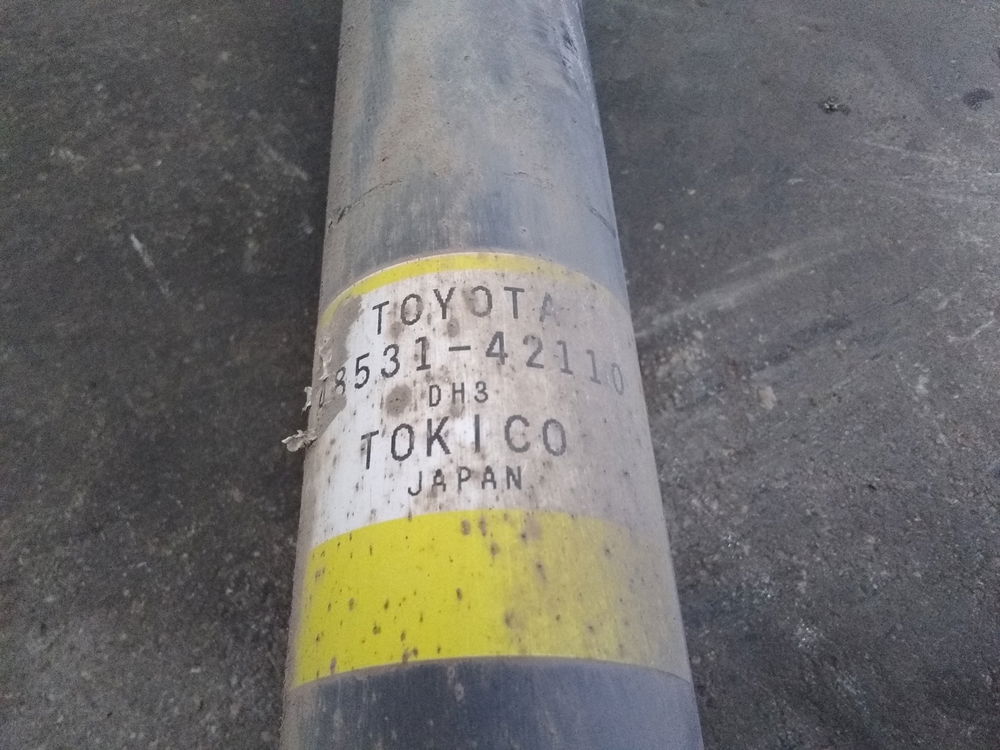 TOYOTA
48531-42110
DH3
TOKICO
JAPAN